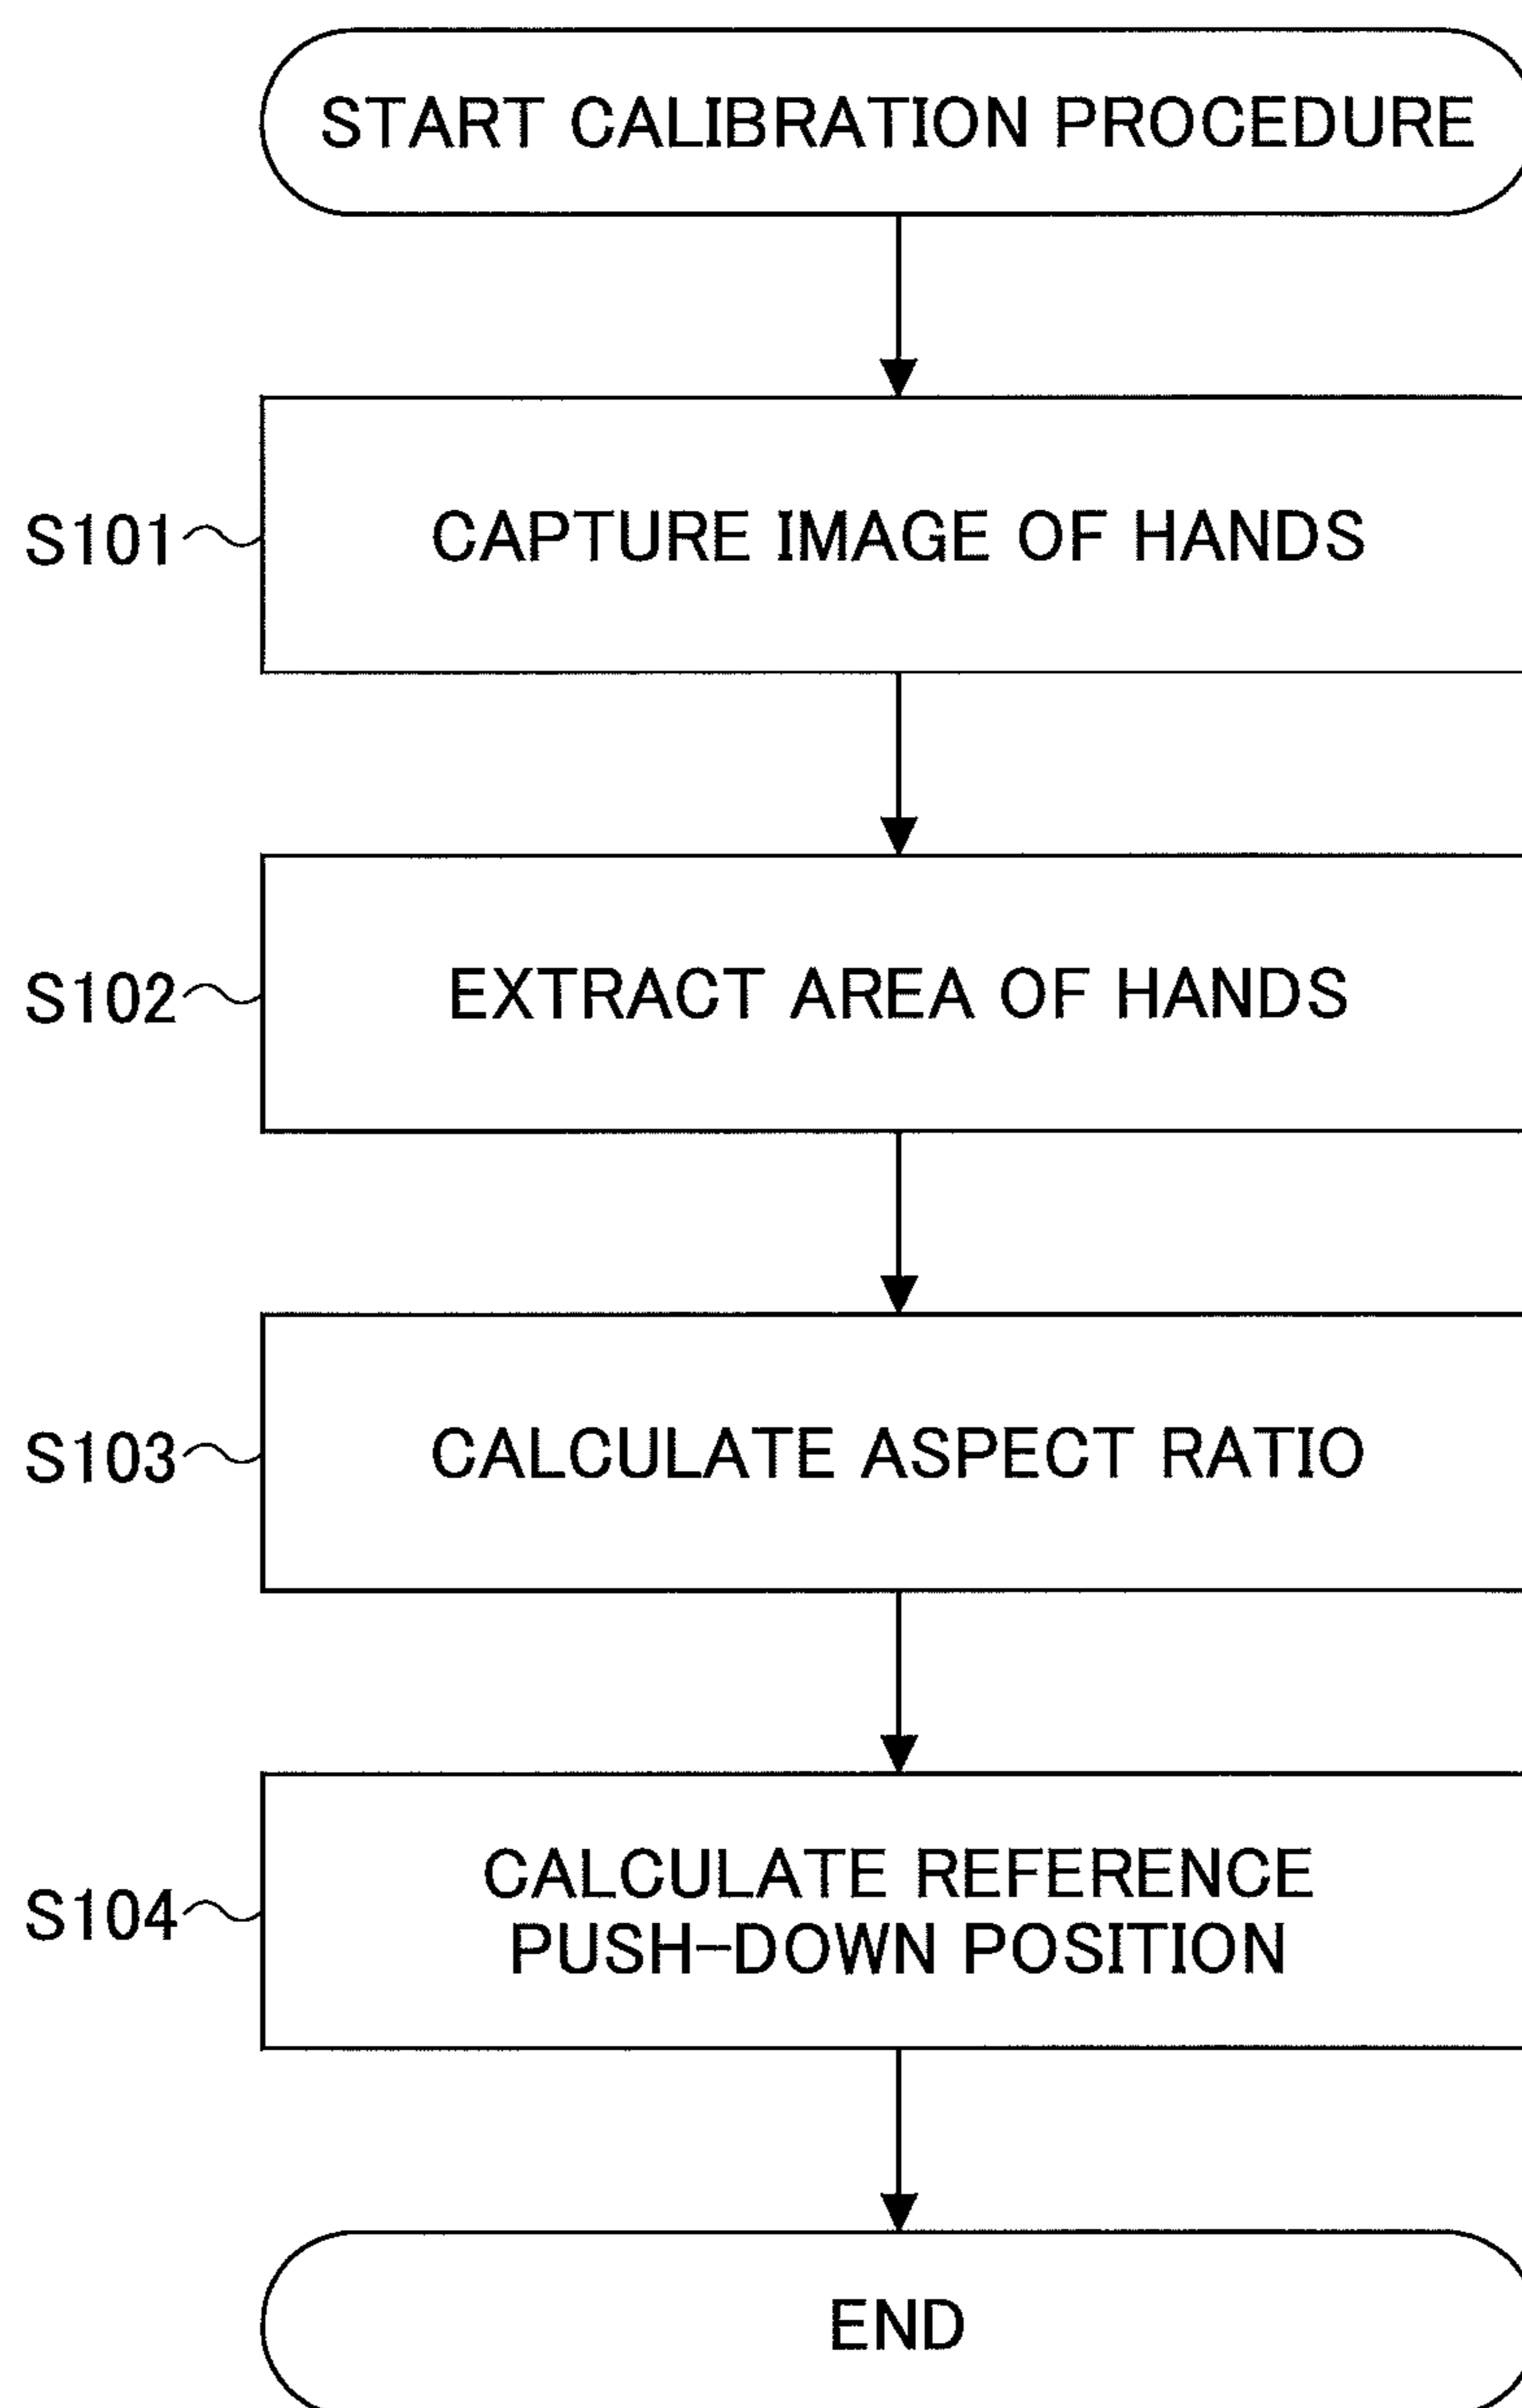 START CALIBRATION PROCEDURE
S101
CAPTURE IMAGE OF HANDS
S102
EXTRACT AREA OF HANDS
S103
CALCULATE ASPECT RATIO
S104
CALCULATE REFERENCE
PUSH-DOWN POSITION
END